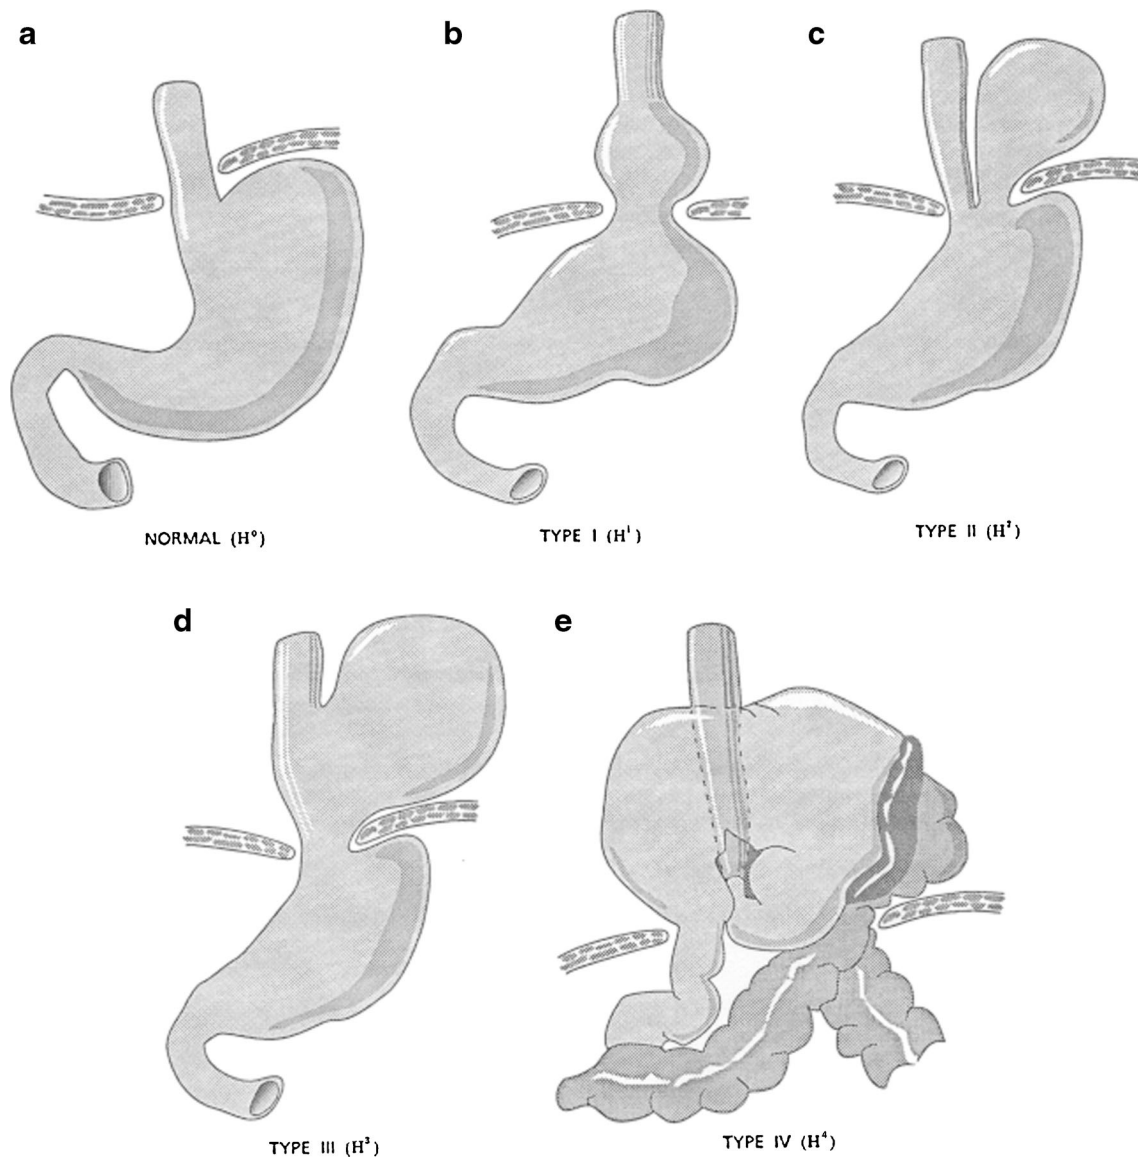 a
b
c
NORMAL (H⁰)
TYPE I (H¹)
TYPE II (H²)
d
e
TYPE III (H³)
TYPE IV (H⁴)